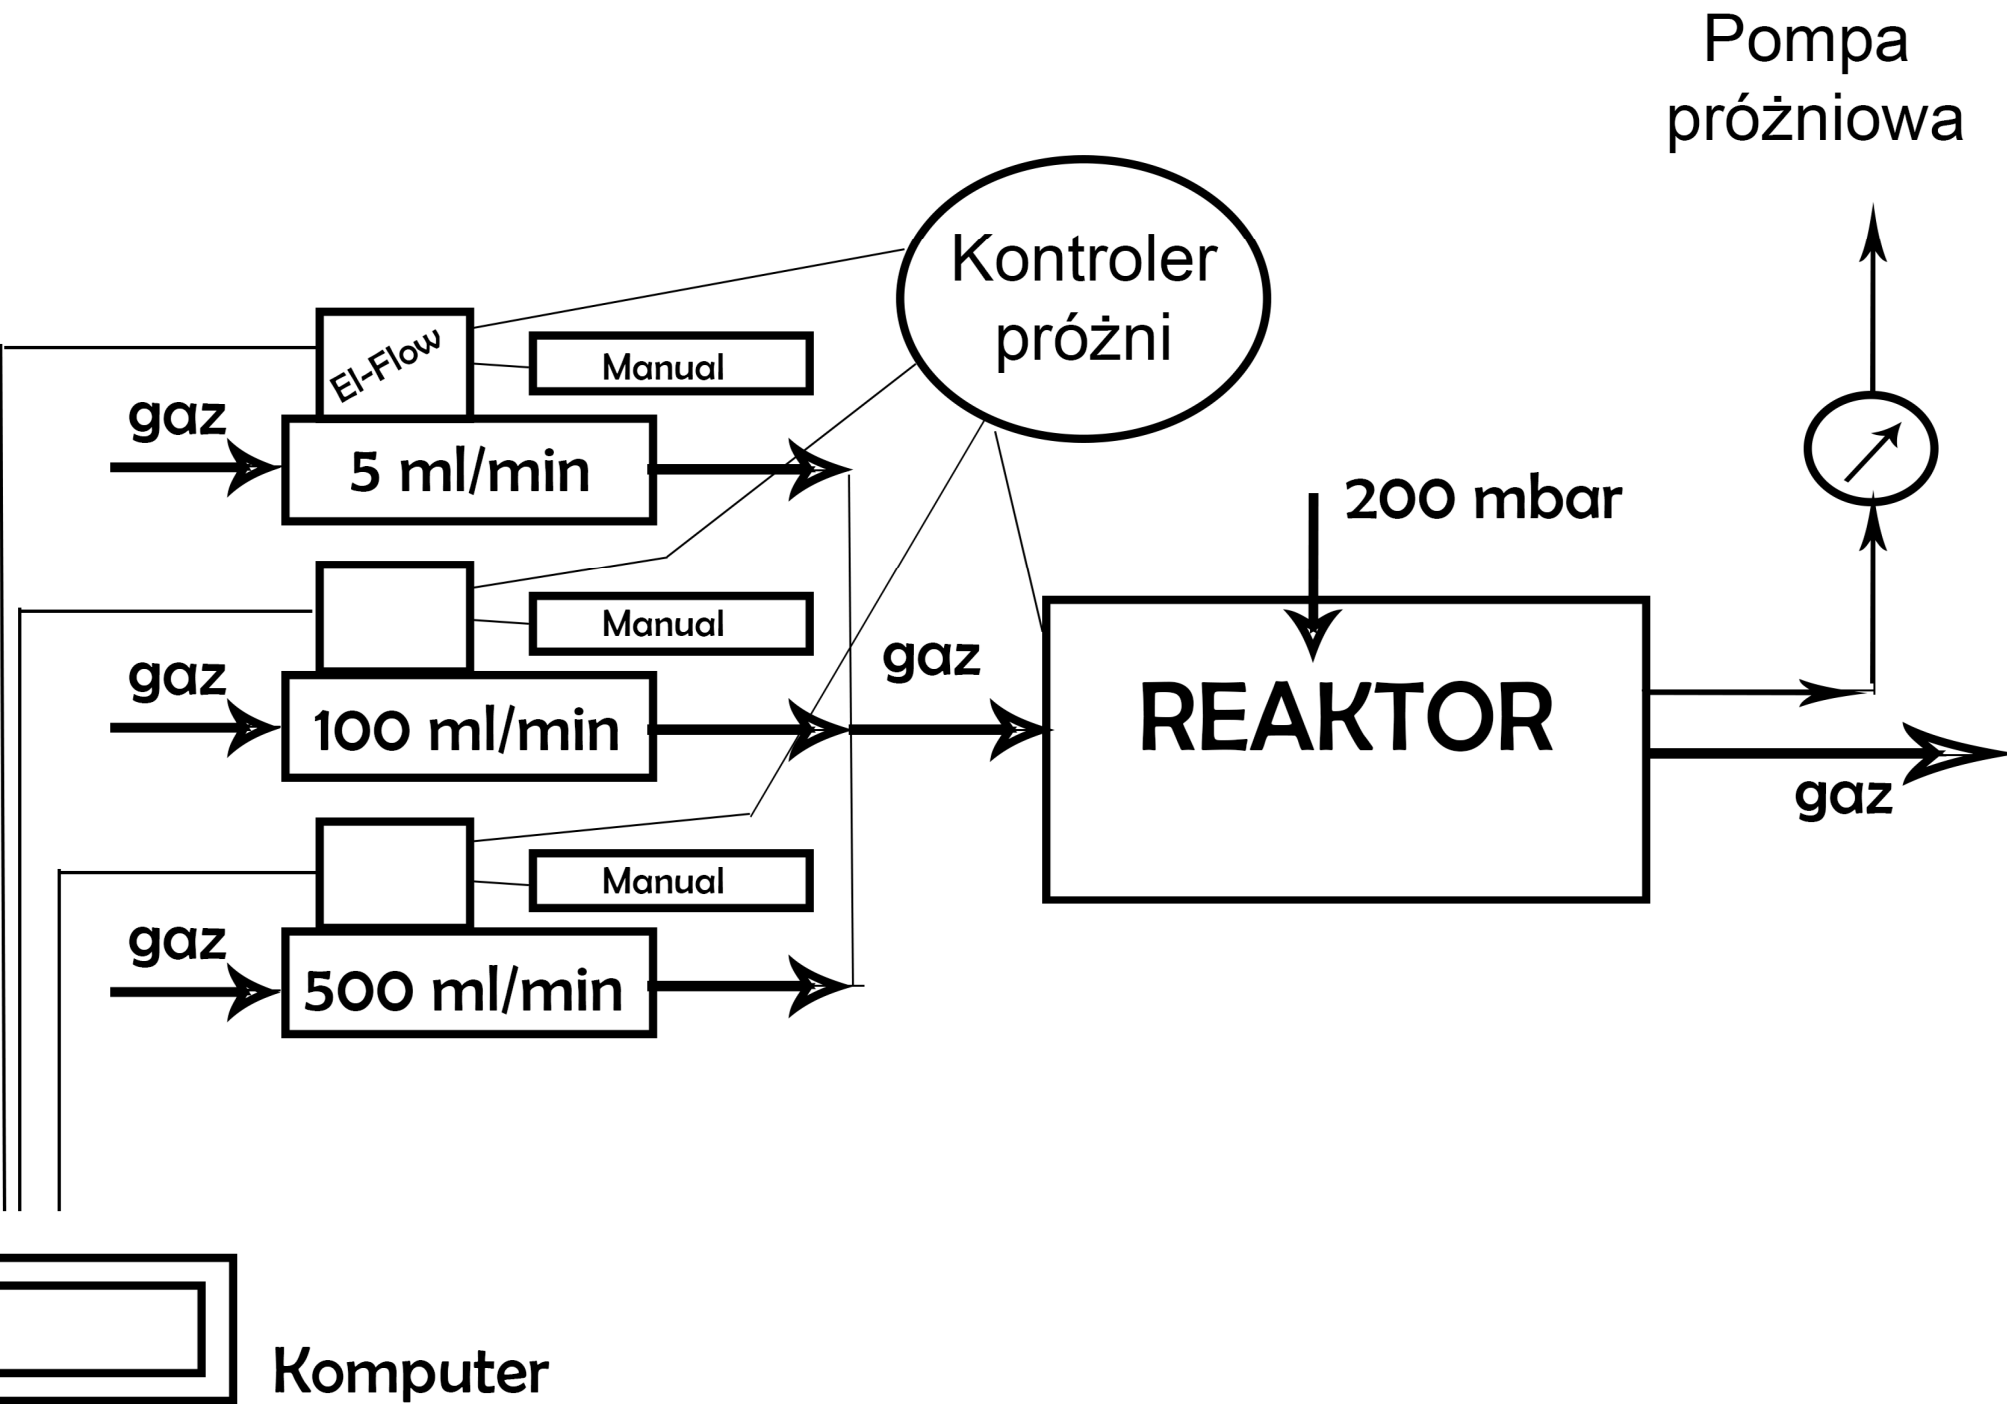 Pompa
próżniowa
Kontroler
próżni
El-Flow
Manual
gaz
5 ml/min
200 mbar
Manual
gaz
gaz
100 ml/min
REAKTOR
gaz
Manual
gaz
500 ml/min
Komputer